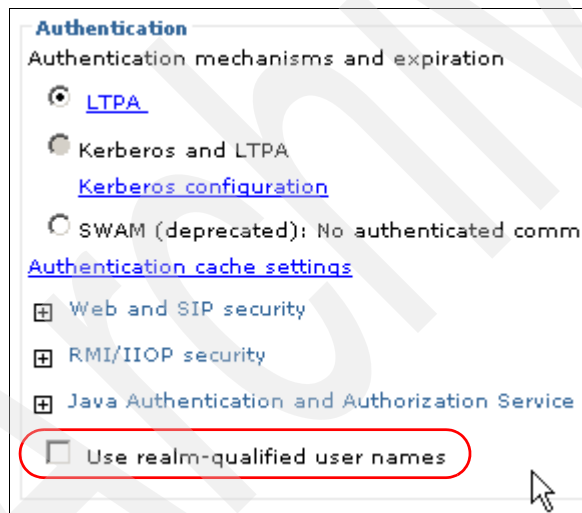 Authentication
Authentication mechanisms and expiration
LTPA
Kerberos and LTPA
Kerberos configuration
SWAM (deprecated): No authenticated comm
Authentication cache settings
Web and SIP security
RMI/IIOP security
Java Authentication and Authorization Service
Use realm-qualified user names